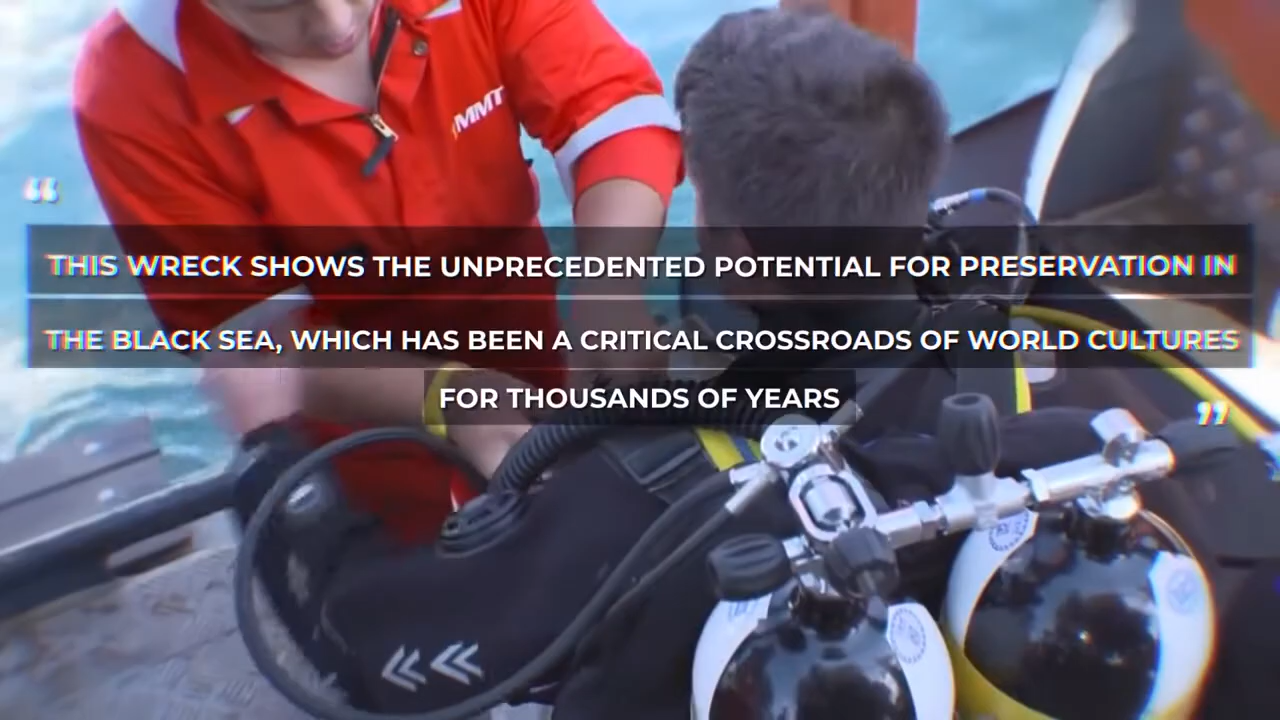 MMT
“
THIS WRECK SHOWS THE UNPRECEDENTED POTENTIAL FOR PRESERVATION IN
THE BLACK SEA, WHICH HAS BEEN A CRITICAL CROSSROADS OF WORLD CULTURES
FOR THOUSANDS OF YEARS
”